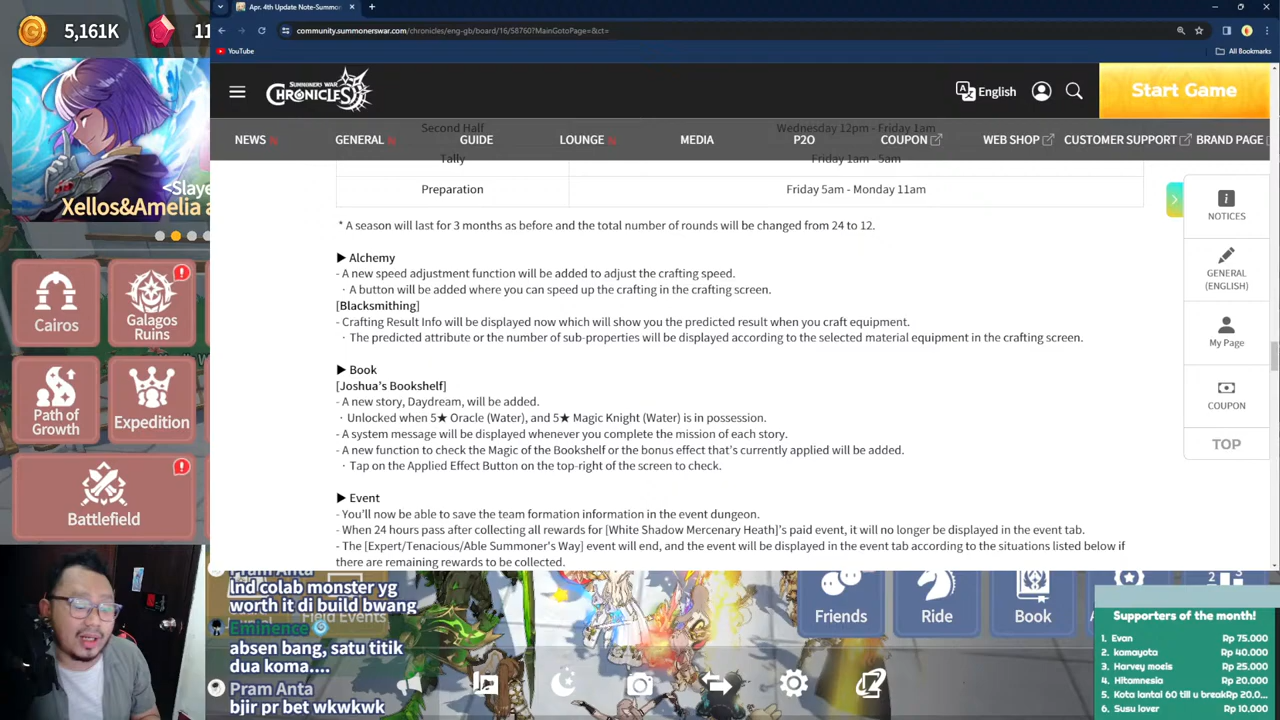 5,161K
11
Apr. 4th Update Note-Summon
community.summonerswar.com/chronicles/eng-gb/board/16/58760?MainGotoPage=&ct=
YouTube
All Bookmarks
SUMMONERS WAR
CHRONICLES
English
Start Game
NEWS
GENERAL
GUIDE
LOUNGE
MEDIA
P2O
COUPON
WEB SHOP
CUSTOMER SUPPORT
BRAND PAGE
Second Half
Wednesday 12pm - Friday 1am
Tally
Friday 1am - 5am
Preparation
Friday 5am - Monday 11am
* A season will last for 3 months as before and the total number of rounds will be changed from 24 to 12.
▶ Alchemy
- A new speed adjustment function will be added to adjust the crafting speed.
· A button will be added where you can speed up the crafting in the crafting screen.
[Blacksmithing]
- Crafting Result Info will be displayed now which will show you the predicted result when you craft equipment.
· The predicted attribute or the number of sub-properties will be displayed according to the selected material equipment in the crafting screen.
▶ Book
[Joshua's Bookshelf]
- A new story, Daydream, will be added.
· Unlocked when 5★ Oracle (Water), and 5★ Magic Knight (Water) is in possession.
- A system message will be displayed whenever you complete the mission of each story.
- A new function to check the Magic of the Bookshelf or the bonus effect that's currently applied will be added.
· Tap on the Applied Effect Button on the top-right of the screen to check.
▶ Event
- You'll now be able to save the team formation information in the event dungeon.
- When 24 hours pass after collecting all rewards for [White Shadow Mercenary Heath]'s paid event, it will no longer be displayed in the event tab.
- The [Expert/Tenacious/Able Summoner's Way] event will end, and the event will be displayed in the event tab according to the situations listed below if
there are remaining rewards to be collected.
NOTICES
GENERAL
(ENGLISH)
My Page
COUPON
TOP
<Slaye
Xellos&Amelia a
Cairos
Galagos
Ruins
Path of
Growth
Expedition
Battlefield
Field Events
Friends
Ride
Book
Pram Anta
lnd colab monster yg
worth it di build bwang
Eminence
absen bang, satu titik
dua koma....
Pram Anta
bjir pr bet wkwkwk
Supporters of the month!
1. Evan Rp 75.000
2. kamayota Rp 40.000
3. Harvey moeis Rp 25.000
4. Hitamnesia Rp 20.000
5. Kota lantai 60 till u breakRp 20.0...
6. Susu lover Rp 10.000